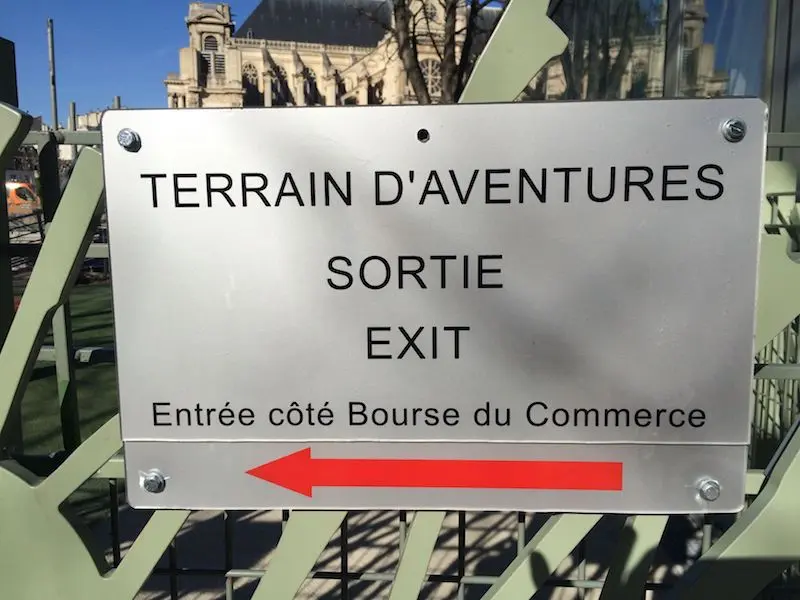 TERRAIN D'AVENTURES
SORTIE
EXIT
Entrée côté Bourse du Commerce